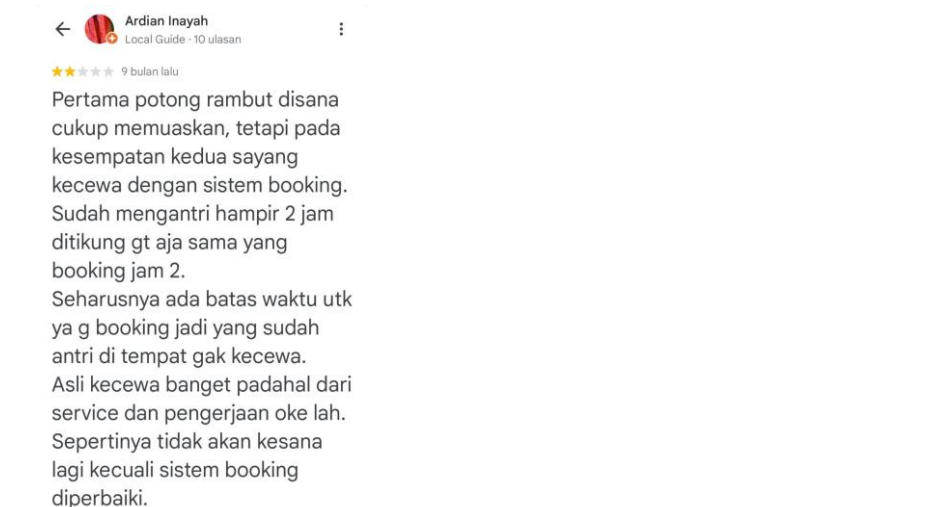 Ardian Inayah
Local Guide · 10 ulasan
9 bulan lalu
Pertama potong rambut disana
cukup memuaskan, tetapi pada
kesempatan kedua sayang
kecewa dengan sistem booking.
Sudah mengantri hampir 2 jam
ditikung gt aja sama yang
booking jam 2.
Seharusnya ada batas waktu utk
ya g booking jadi yang sudah
antri di tempat gak kecewa.
Asli kecewa banget padahal dari
service dan pengerjaan oke lah.
Sepertinya tidak akan kesana
lagi kecuali sistem booking
diperbaiki.